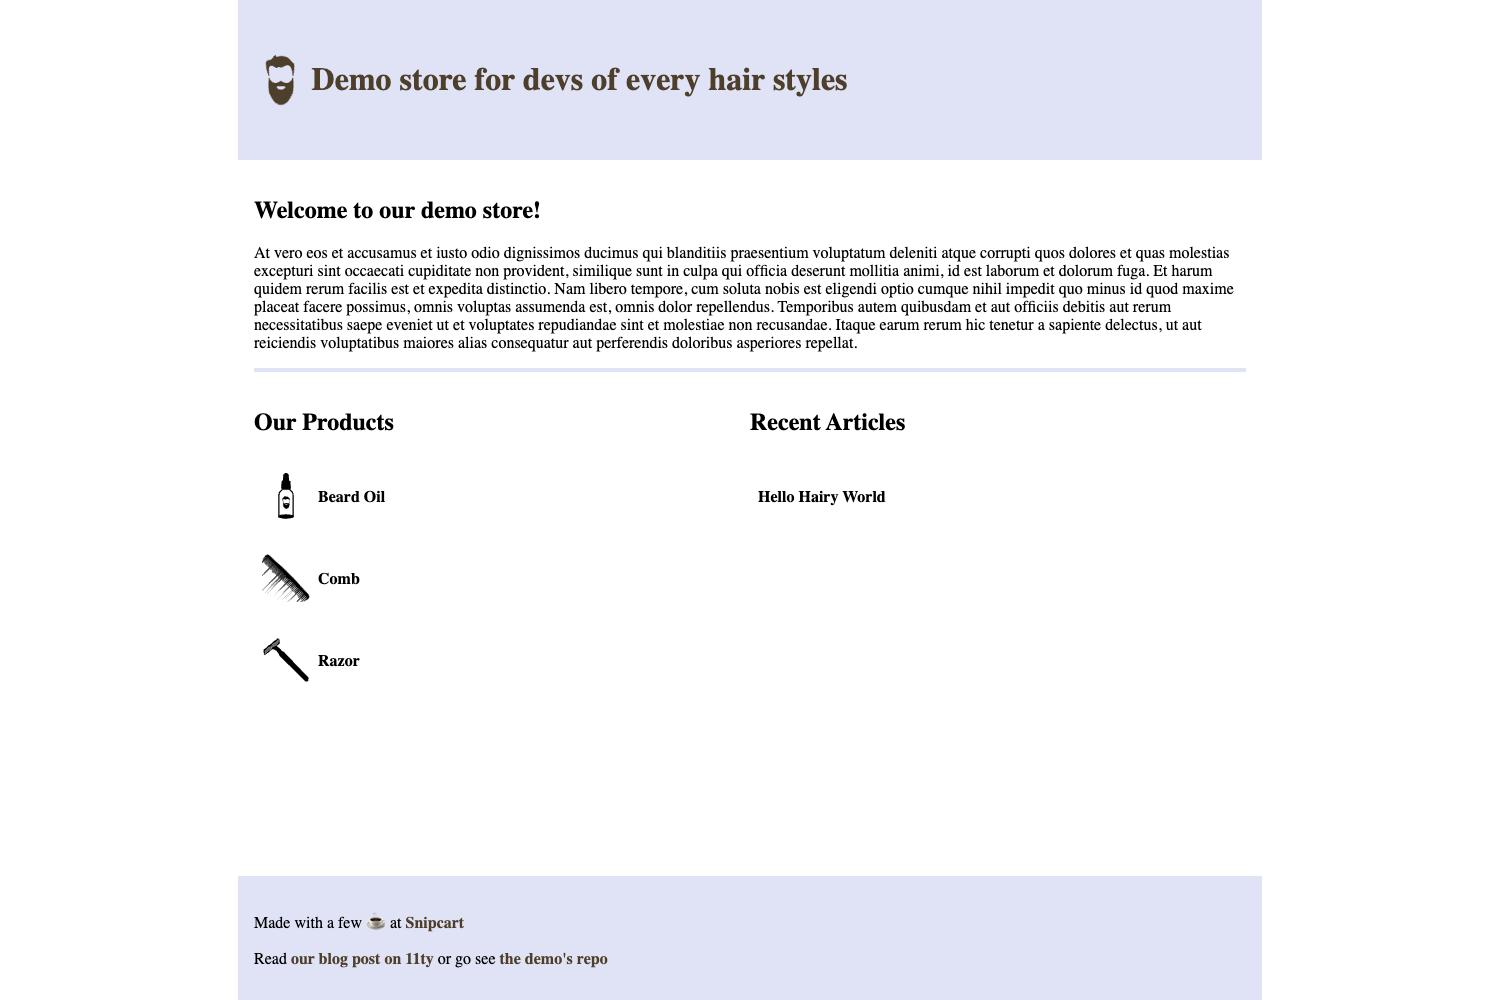 Demo store for devs of every hair styles
Welcome to our demo store!
At vero eos et accusamus et iusto odio dignissimos ducimus qui blanditiis praesentium voluptatum deleniti atque corrupti quos dolores et quas molestias
excepturi sint occaecati cupiditate non provident, similique sunt in culpa qui officia deserunt mollitia animi, id est laborum et dolorum fuga. Et harum
quidem rerum facilis est et expedita distinctio. Nam libero tempore, cum soluta nobis est eligendi optio cumque nihil impedit quo minus id quod maxime
placeat facere possimus, omnis voluptas assumenda est, omnis dolor repellendus. Temporibus autem quibusdam et aut officiis debitis aut rerum
necessitatibus saepe eveniet ut et voluptates repudiandae sint et molestiae non recusandae. Itaque earum rerum hic tenetur a sapiente delectus, ut aut
reiciendis voluptatibus maiores alias consequatur aut perferendis doloribus asperiores repellat.
Our Products
Beard Oil
Comb
Razor
Recent Articles
Hello Hairy World
Made with a few ☕ at Snipcart
Read our blog post on 11ty or go see the demo's repo